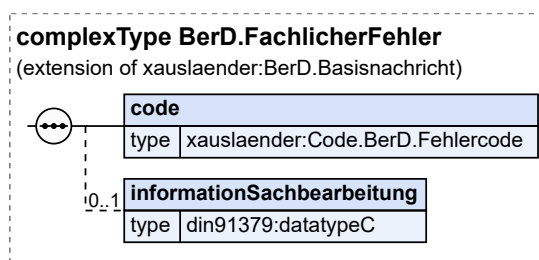 complexType BerD.FachlicherFehler
(extension of xauslaender:BerD.Basisnachricht)
code
type xauslaender:Code.BerD.Fehlercode
0..1 informationSachbearbeitung
type din91379:datatypeC